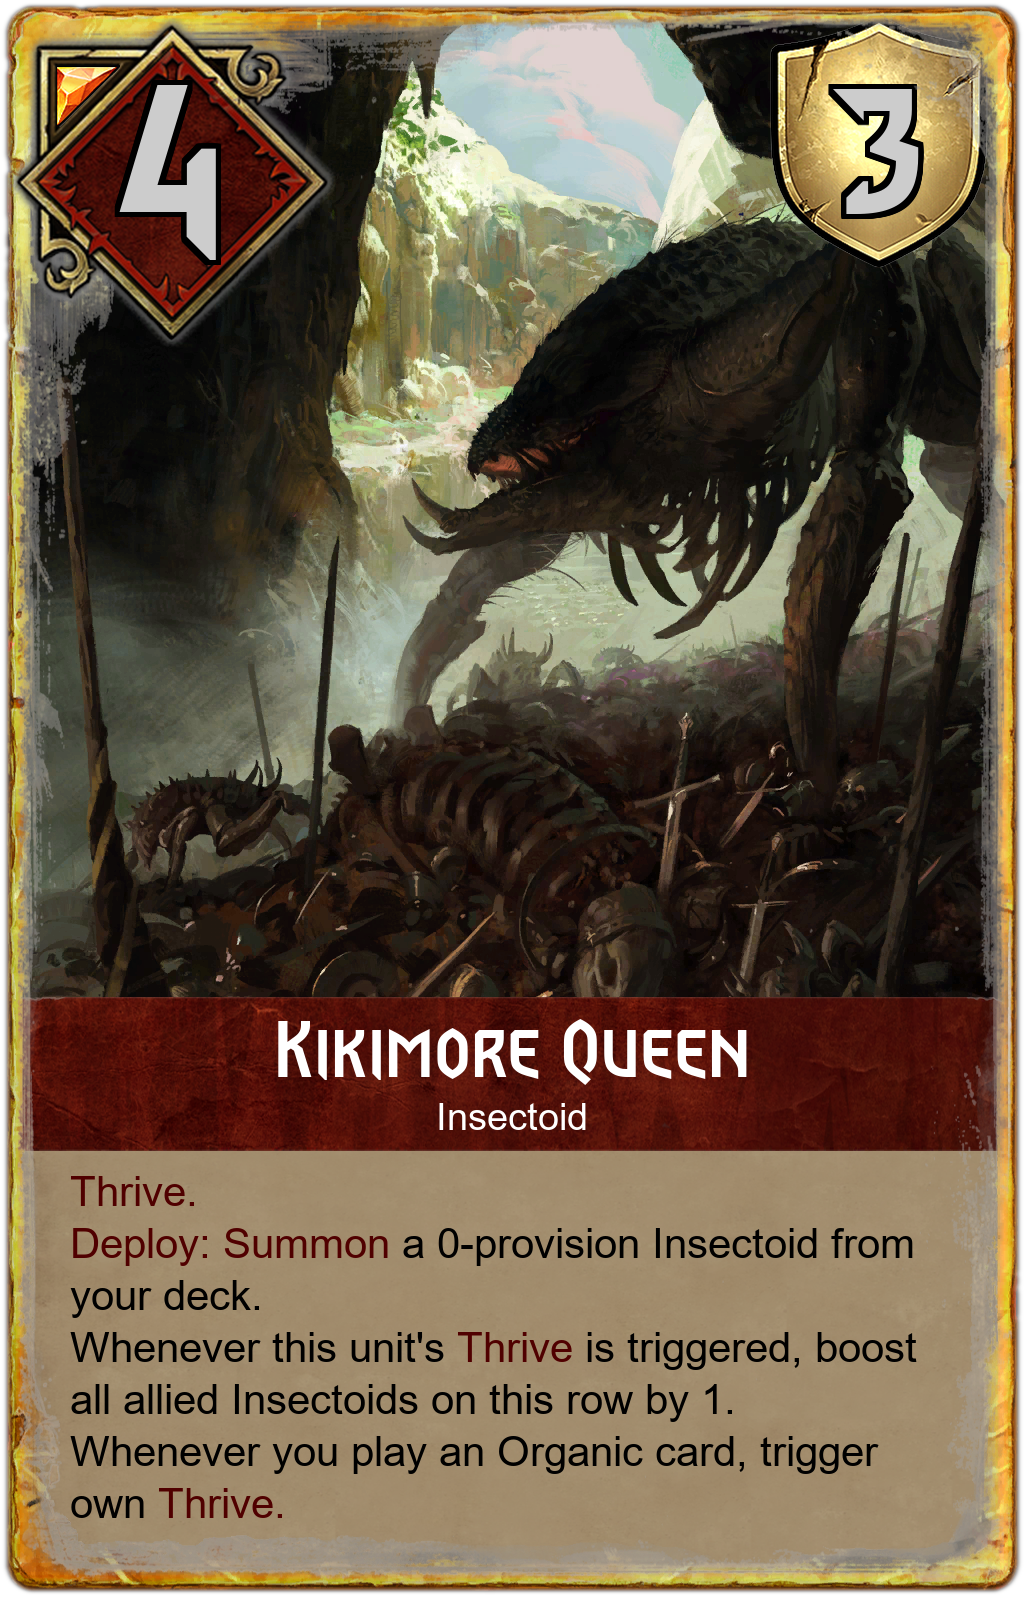 4
3
Kikimore Queen
Insectoid
Thrive.
Deploy: Summon a 0-provision Insectoid from
your deck.
Whenever this unit's Thrive is triggered, boost
all allied Insectoids on this row by 1.
Whenever you play an Organic card, trigger
own Thrive.